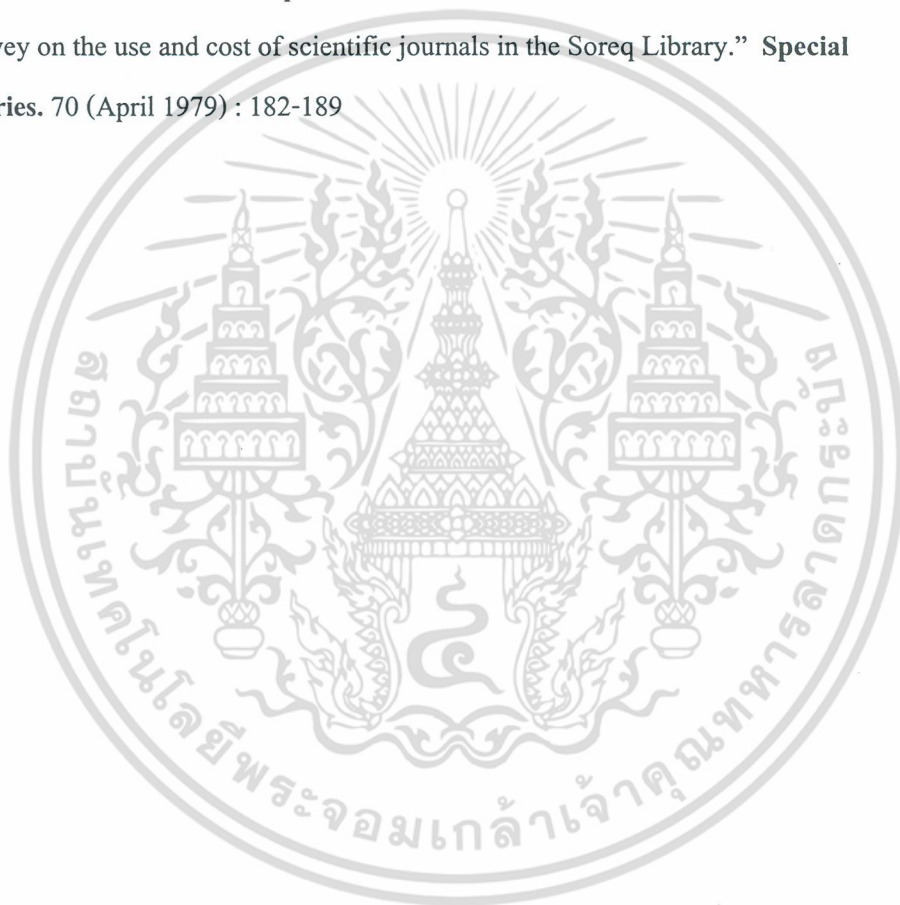 vey on the use and cost of scientific journals in the Soreq Library.” Special
ries. 70 (April 1979) : 182-189
สถาบันเทคโนโลยีพระจอมเกล้าเจ้าคุณทหารลาดกระบัง